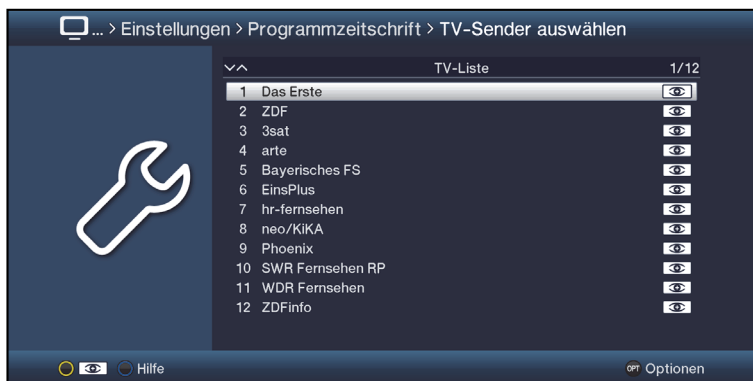 ... > Einstellungen > Programmzeitschrift > TV-Sender auswählen
TV-Liste 1/12
1 Das Erste
2 ZDF
3 3sat
4 arte
5 Bayerisches FS
6 EinsPlus
7 hr-fernsehen
8 neo/KiKA
9 Phoenix
10 SWR Fernsehen RP
11 WDR Fernsehen
12 ZDFinfo
Hilfe OPT Optionen